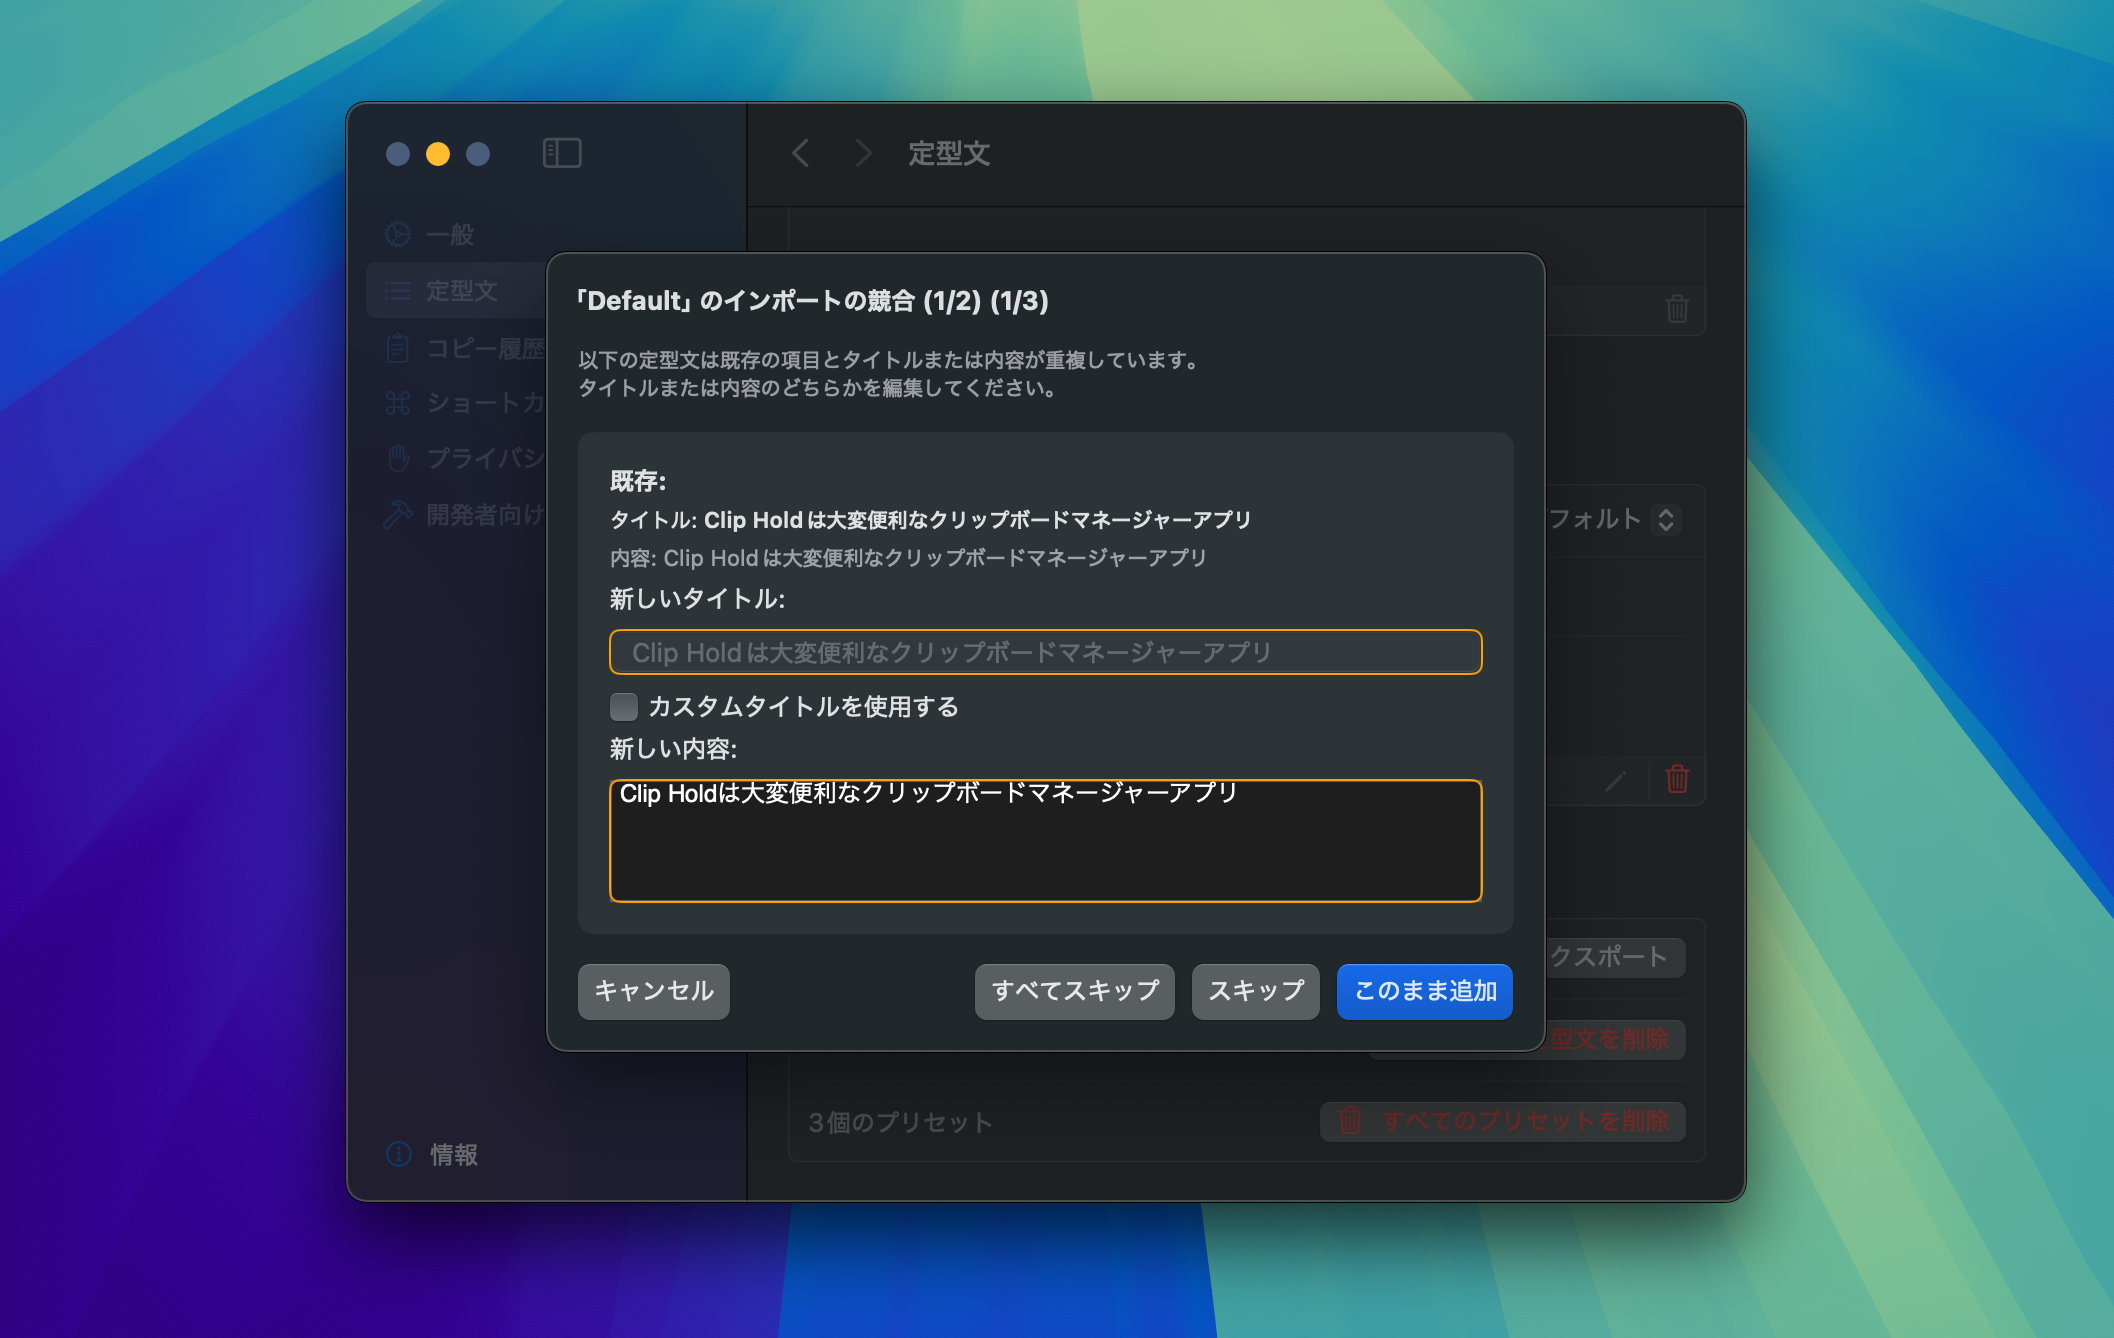 定型文
一般
定型文
コピー履歴
ショートカ
プライバシ
開発者向け
情報
「Default」のインポートの競合 (1/2) (1/3)
以下の定型文は既存の項目とタイトルまたは内容が重複しています。
タイトルまたは内容のどちらかを編集してください。
既存:
タイトル: Clip Holdは大変便利なクリップボードマネージャーアプリ
内容: Clip Holdは大変便利なクリップボードマネージャーアプリ
新しいタイトル:
Clip Holdは大変便利なクリップボードマネージャーアプリ
カスタムタイトルを使用する
新しい内容:
Clip Holdは大変便利なクリップボードマネージャーアプリ
キャンセル
すべてスキップ
スキップ
このまま追加
フォルト
クスポート
型文を削除
3個のプリセット
すべてのプリセットを削除